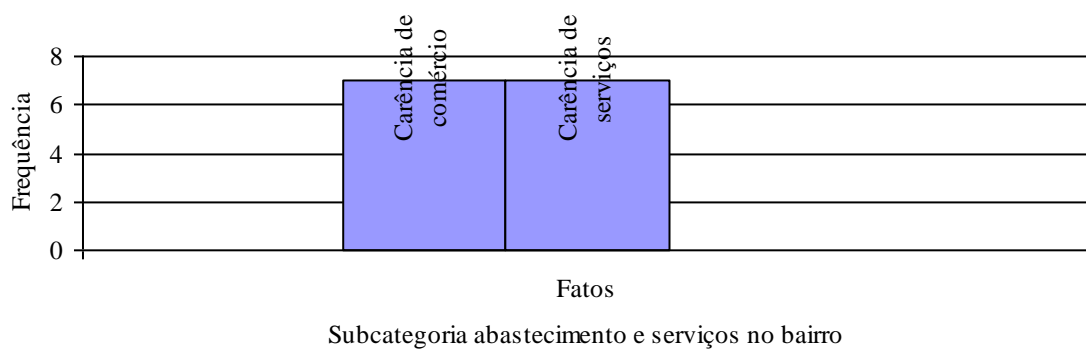 Carência de
comércio
Carência de
serviços
8
6
4
2
0
Frequência
Fatos
Subcategoria abastecimento e serviços no bairro